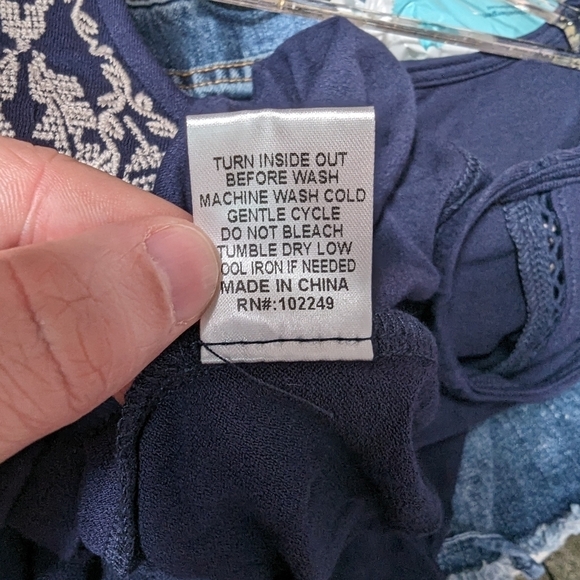 TURN INSIDE OUT
BEFORE WASH
MACHINE WASH COLD
GENTLE CYCLE
DO NOT BLEACH
TUMBLE DRY LOW
OOL IRON IF NEEDED
MADE IN CHINA
RN#:102249